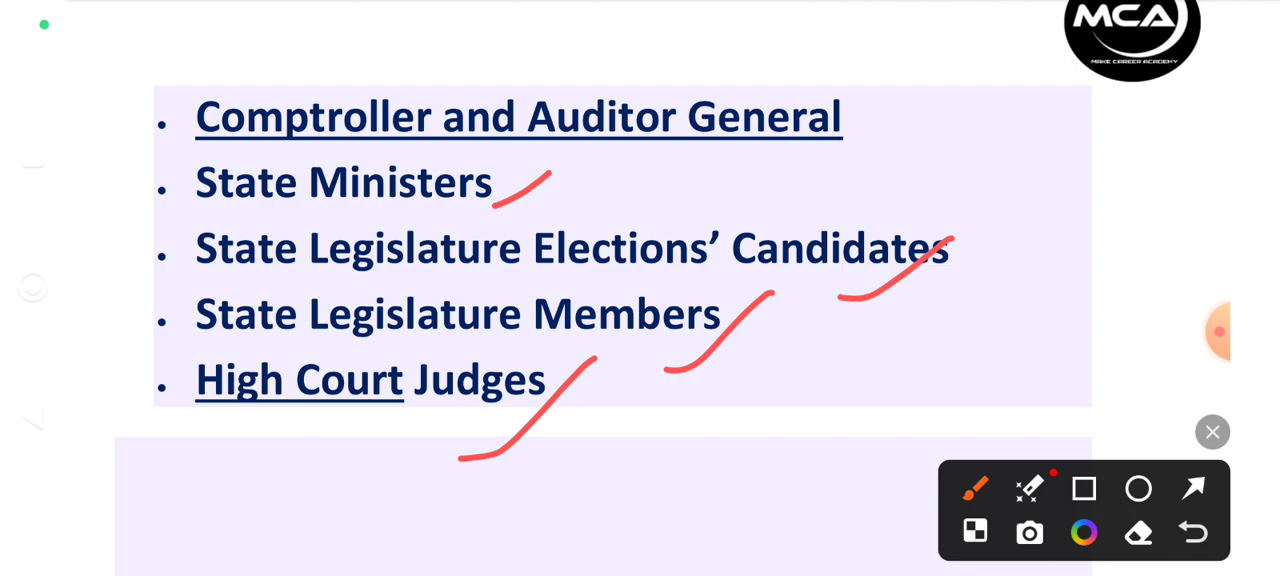 MCA
MAKE CAREER ACADEMY
• Comptroller and Auditor General
• State Ministers
• State Legislature Elections’ Candidates
• State Legislature Members
• High Court Judges